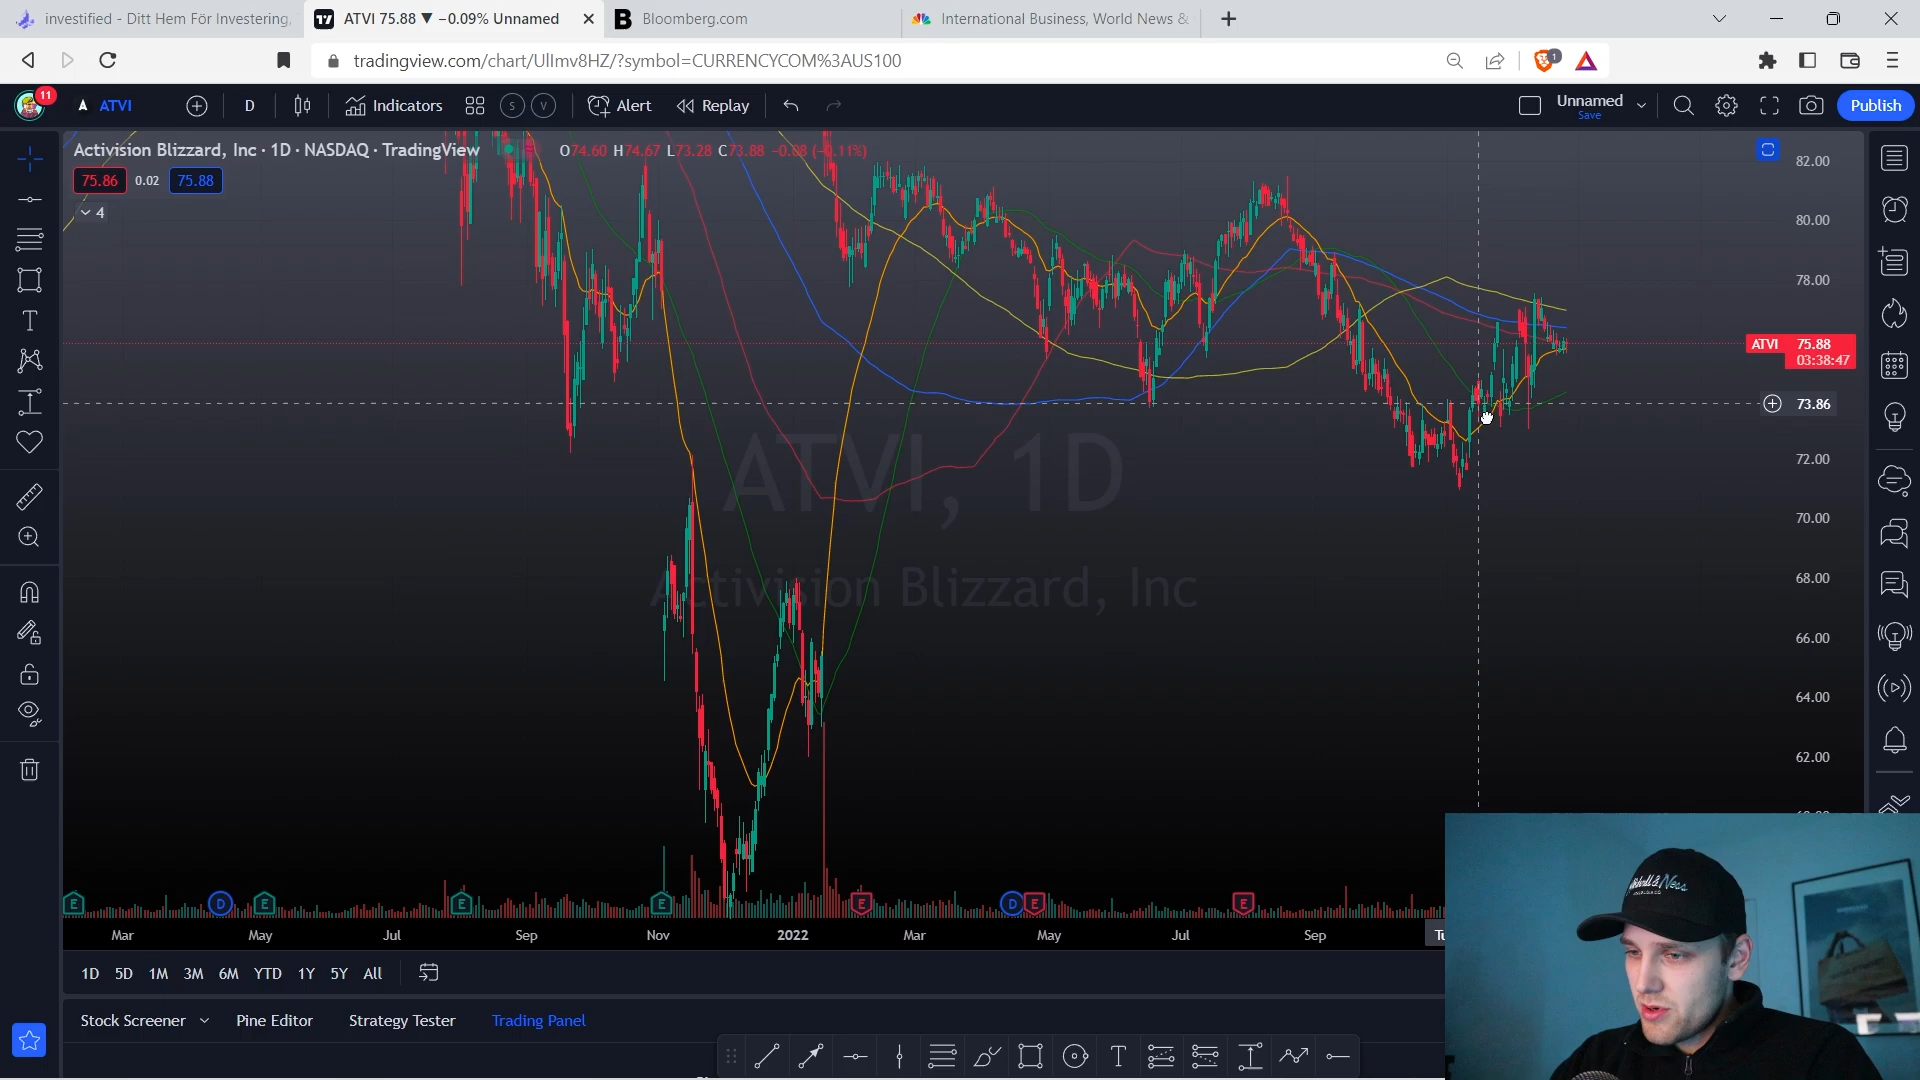 investified - Ditt Hem För Investering,
ATVI 75.88 ▼ −0.09% Unnamed
Bloomberg.com
International Business, World News &
tradingview.com/chart/UIImv8HZ/?symbol=CURRENCYCOM%3AUS100
1
11
A ATVI
D
Indicators
S
V
Alert
Replay
Unnamed
Save
Publish
Activision Blizzard, Inc · 1D · NASDAQ · TradingView
O74.60 H74.67 L73.28 C73.88 −0.08 (−0.11%)
75.86 0.02 75.88
4
82.00
80.00
78.00
ATVI 75.88
03:38:47
73.86
72.00
70.00
68.00
66.00
64.00
62.00
ATVI, 1D
Activision Blizzard, Inc
E D E E E E D E E
Mar May Jul Sep Nov 2022 Mar May Jul Sep
1D 5D 1M 3M 6M YTD 1Y 5Y All
Stock Screener Pine Editor Strategy Tester Trading Panel
T